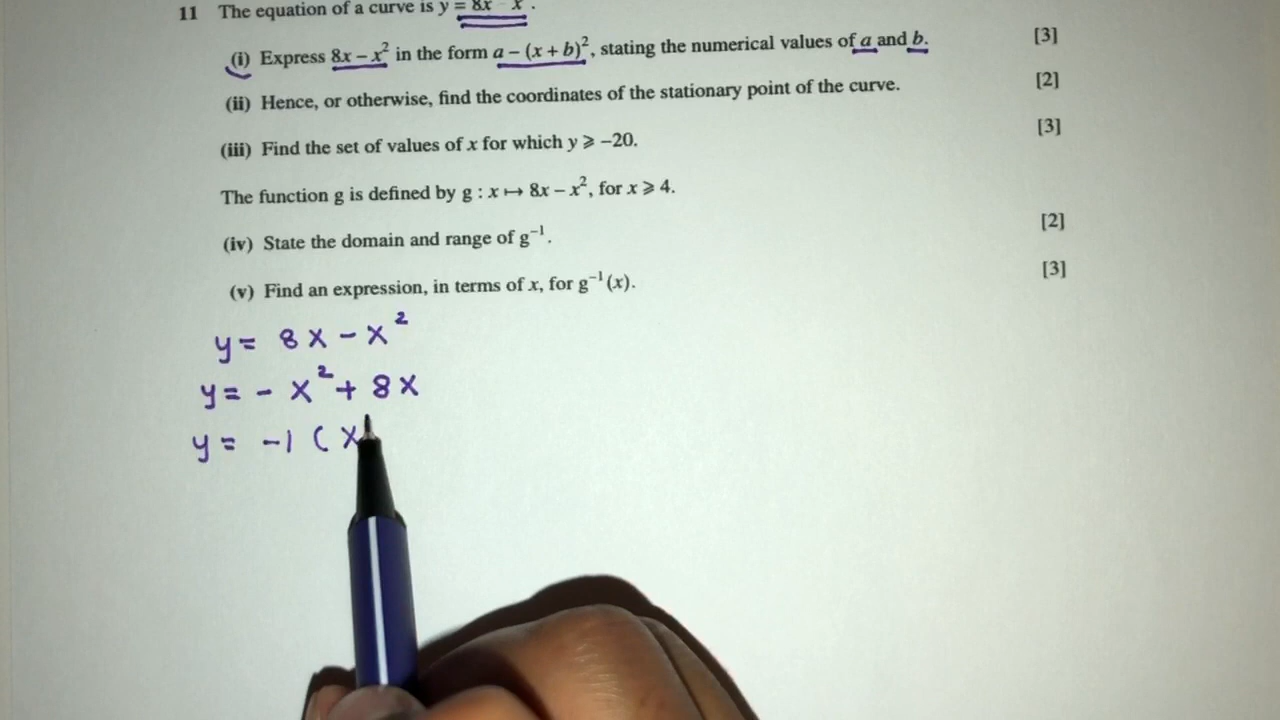 11 The equation of a curve is y = 8x - x².
(i) Express 8x – x² in the form a – (x + b)², stating the numerical values of a and b. [3]
(ii) Hence, or otherwise, find the coordinates of the stationary point of the curve. [2]
(iii) Find the set of values of x for which y ⩾ –20. [3]
The function g is defined by g : x ↦ 8x – x², for x ⩾ 4.
(iv) State the domain and range of g⁻¹. [2]
(v) Find an expression, in terms of x, for g⁻¹(x). [3]
y = 8x - x²
y = - x² + 8x
y = -1 (x